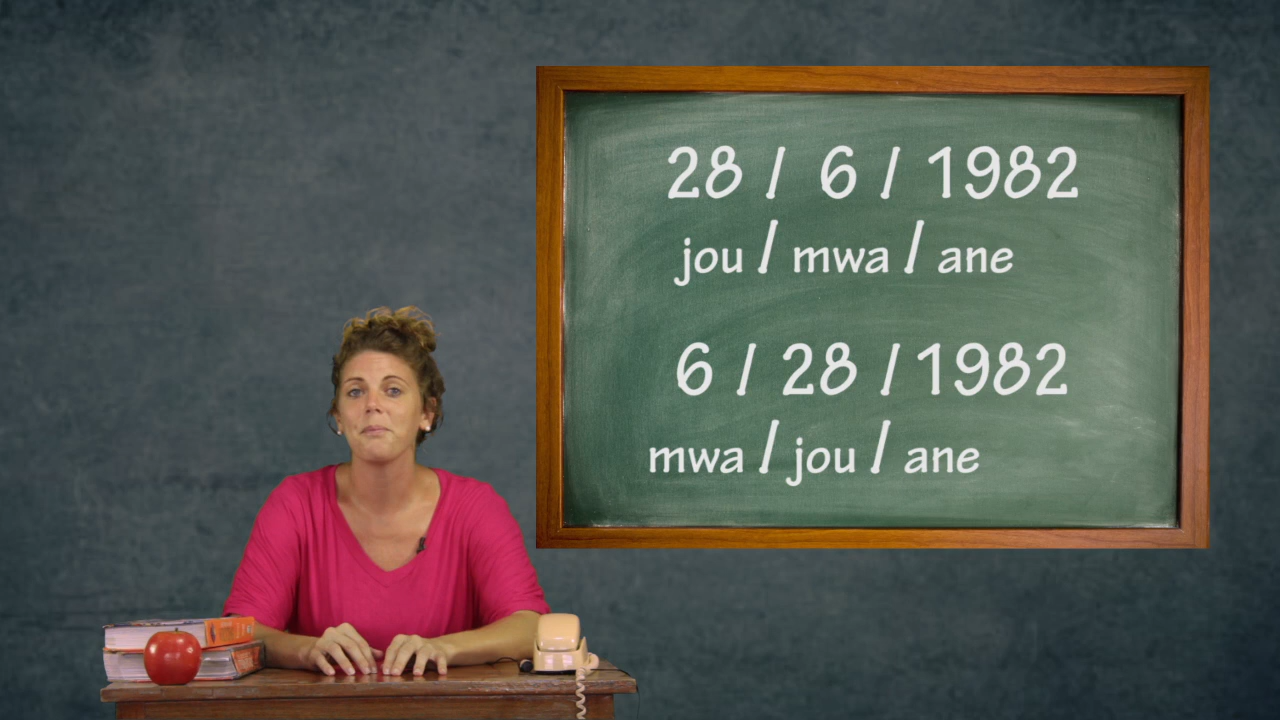 28 / 6 / 1982
jou / mwa / ane
6 / 28 / 1982
mwa / jou / ane